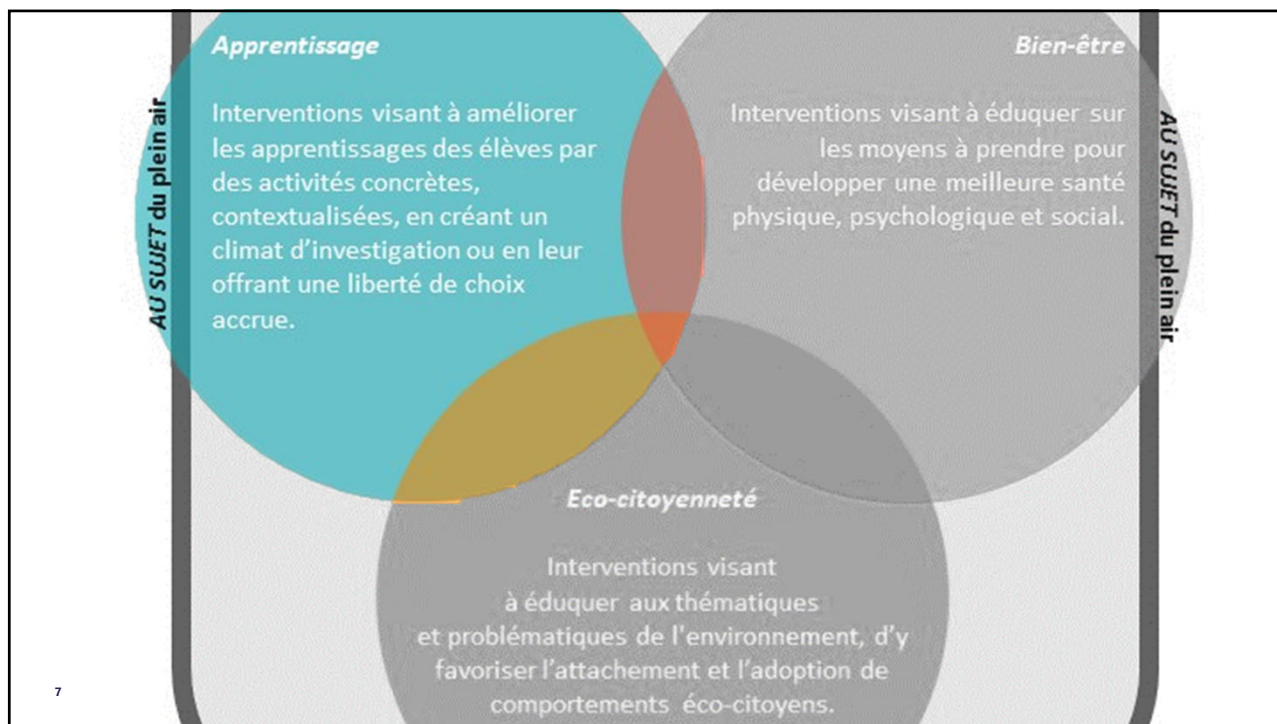 Apprentissage
Interventions visant à améliorer
les apprentissages des élèves par
des activités concrètes,
contextualisées, en créant un
climat d'investigation ou en leur
offrant une liberté de choix
accrue.
Bien-être
Interventions visant à éduquer sur
les moyens à prendre pour
développer une meilleure santé
physique, psychologique et social.
AU SUJET du plein air
AU SUJET du plein air
Eco-citoyenneté
Interventions visant
à éduquer aux thématiques
et problématiques de l'environnement, d'y
favoriser l'attachement et l'adoption de
comportements éco-citoyens.
7